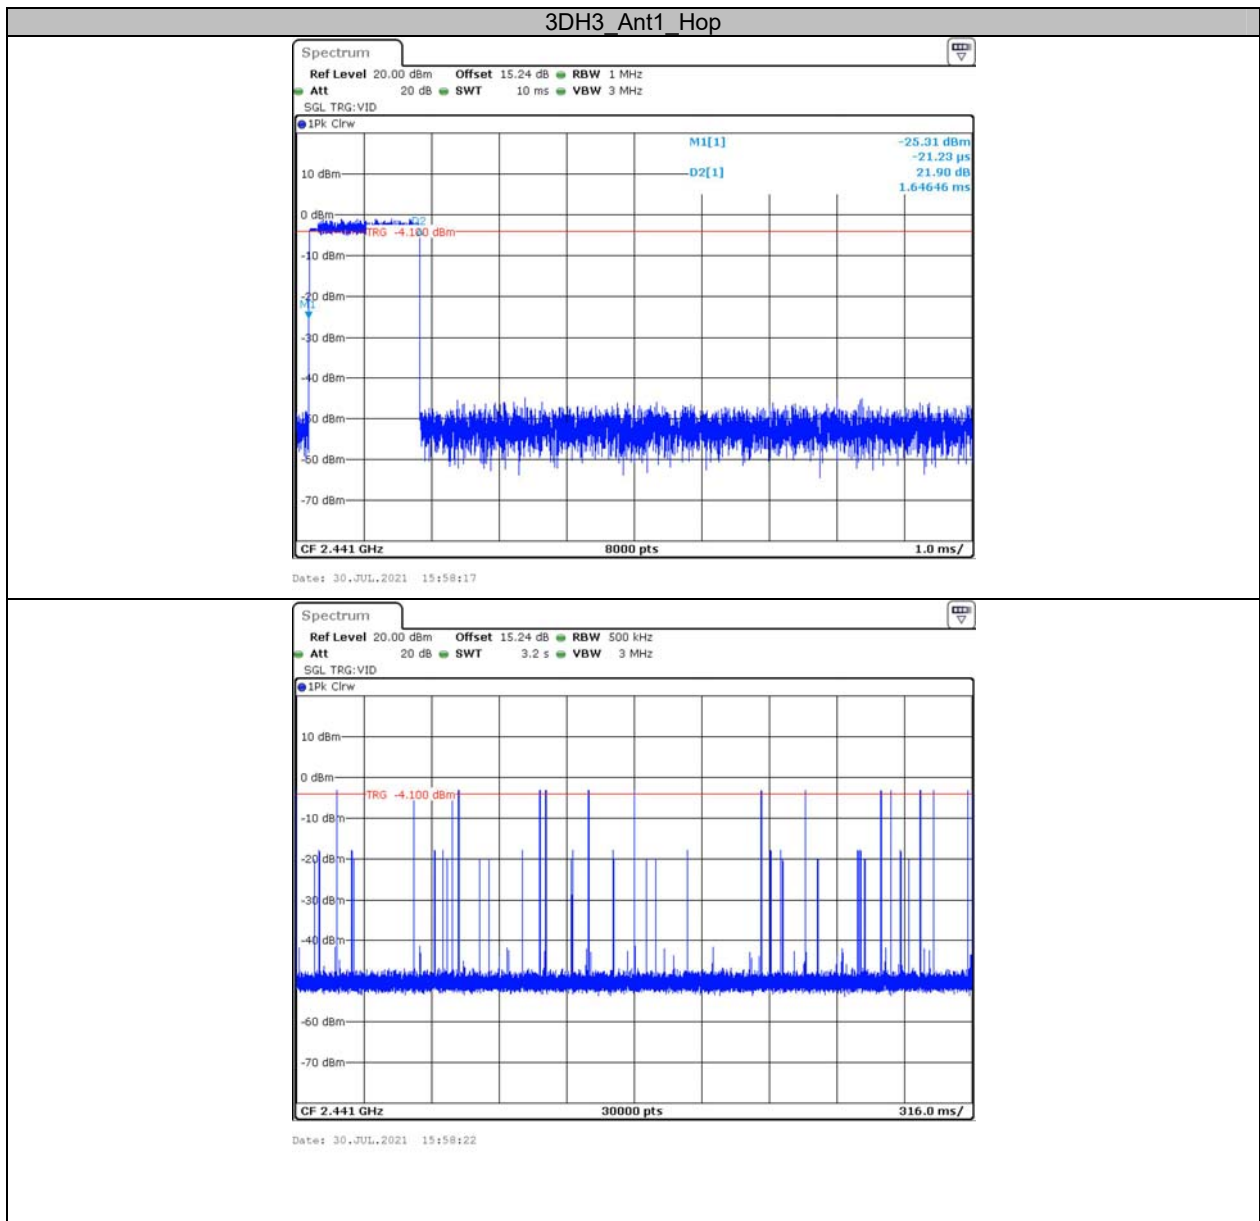 3DH3_Ant1_Hop
Spectrum
Ref Level 20.00 dBm Offset 15.24 dB RBW 1 MHz
Att 20 dB SWT 10 ms VBW 3 MHz
SGL TRG:VID
1Pk Clrw
M1[1] -25.31 dBm
-21.23 µs
D2[1] 21.90 dB
1.64646 ms
10 dBm
0 dBm
D2
TRG -4.100 dBm
-10 dBm
-20 dBm
M1
-30 dBm
-40 dBm
-50 dBm
-60 dBm
-70 dBm
CF 2.441 GHz 8000 pts 1.0 ms/
Date: 30.JUL.2021 15:58:17
Spectrum
Ref Level 20.00 dBm Offset 15.24 dB RBW 500 kHz
Att 20 dB SWT 3.2 s VBW 3 MHz
SGL TRG:VID
1Pk Clrw
10 dBm
0 dBm
TRG -4.100 dBm
-10 dBm
-20 dBm
-30 dBm
-40 dBm
-60 dBm
-70 dBm
CF 2.441 GHz 30000 pts 316.0 ms/
Date: 30.JUL.2021 15:58:22